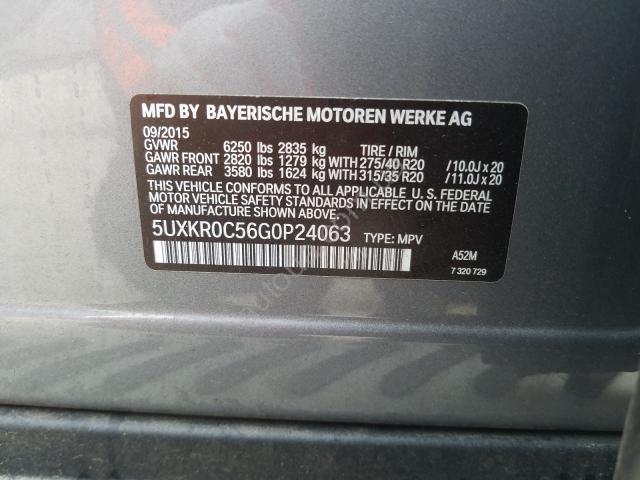 MFD BY BAYERISCHE MOTOREN WERKE AG
09/2015
GVWR 6250 lbs 2835 kg TIRE / RIM
GAWR FRONT 2820 lbs 1279 kg WITH 275/40 R20 /10.0J x 20
GAWR REAR 3580 lbs 1624 kg WITH 315/35 R20 /11.0J x 20
THIS VEHICLE CONFORMS TO ALL APPLICABLE U. S. FEDERAL
MOTOR VEHICLE SAFETY STANDARDS IN EFFECT ON THE DATE
OF MANUFACTURE SHOWN ABOVE.
5UXKR0C56G0P24063 TYPE: MPV
A52M
7 320 729